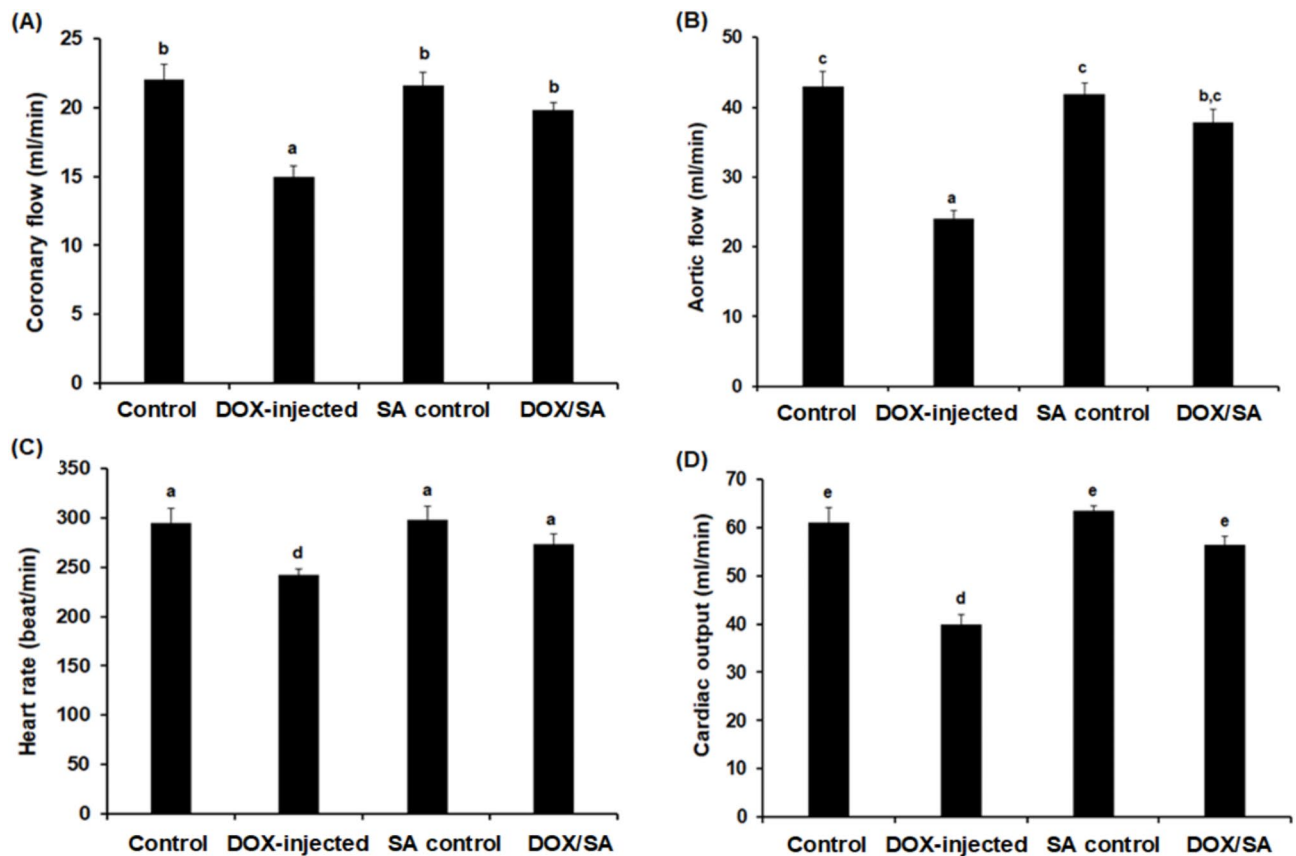 (A)
Coronary flow (ml/min)
25
20
15
10
5
0
b
a
b
b
Control DOX-injected SA control DOX/SA
(B)
Aortic flow (ml/min)
50
40
30
20
10
0
c
a
c
b,c
Control DOX-injected SA control DOX/SA
(C)
Heart rate (beat/min)
350
300
250
200
150
100
50
0
a
d
a
a
Control DOX-injected SA control DOX/SA
(D)
Cardiac output (ml/min)
70
60
50
40
30
20
10
0
e
d
e
e
Control DOX-injected SA control DOX/SA